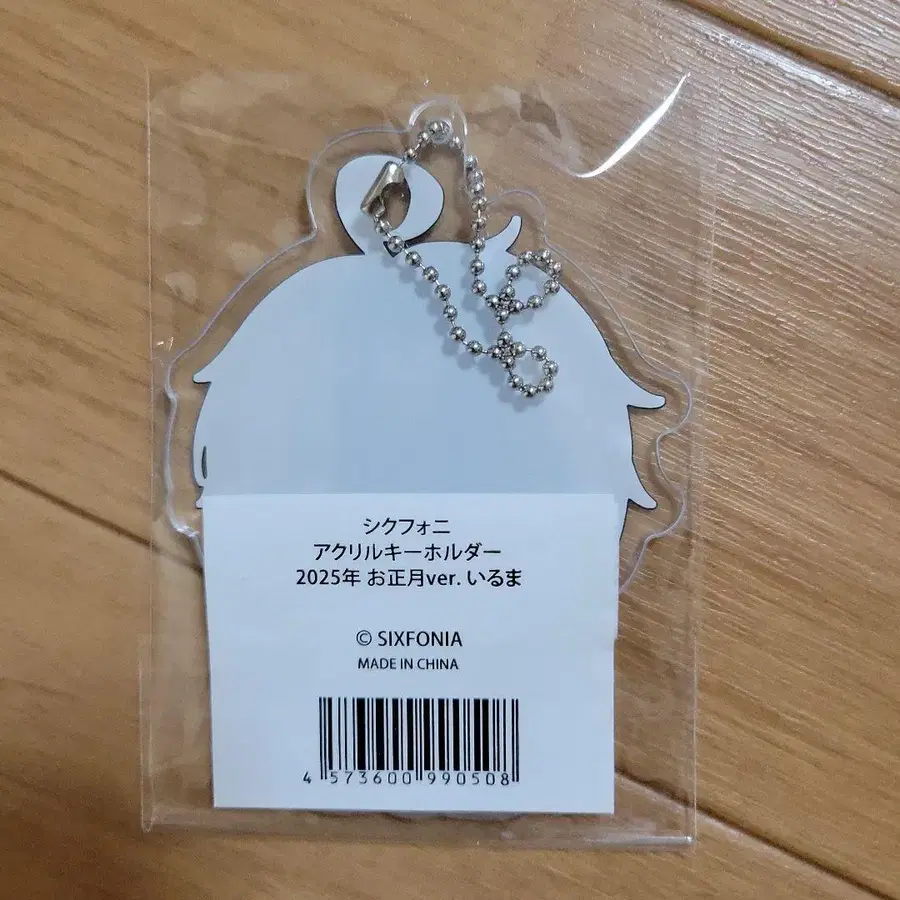 シクフォニ
アクリルキーホルダー
2025年 お正月ver. いるま
© SIXFONIA
MADE IN CHINA
4 573600 990508